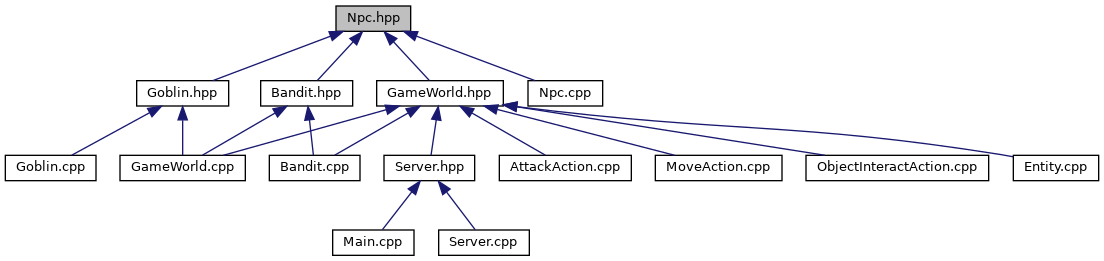 Npc.hpp
Goblin.hpp
Bandit.hpp
GameWorld.hpp
Npc.cpp
Goblin.cpp
GameWorld.cpp
Bandit.cpp
Server.hpp
AttackAction.cpp
MoveAction.cpp
ObjectInteractAction.cpp
Entity.cpp
Main.cpp
Server.cpp